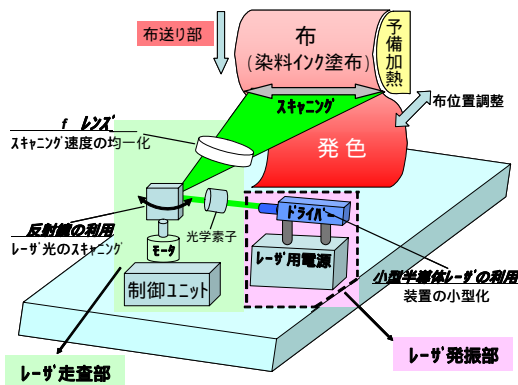 布送り部
布
(染料インク塗布)
予備加熱
スキャニング
布位置調整
発色
f レンズ
スキャニング速度の均一化
反射鏡の利用
レーザ光のスキャニング
モータ
光学素子
ドライバー
レーザ用電源
制御ユニット
小型半導体レーザの利用
装置の小型化
レーザ走査部
レーザ発振部